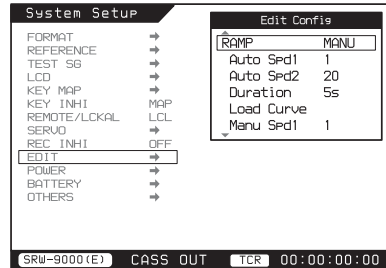 System Setup
FORMAT →
REFERENCE →
TEST SG →
LCD →
KEY MAP →
KEY INHI MAP
REMOTE/LCKAL LCL
SERVO →
REC INHI OFF
EDIT →
POWER →
BATTERY →
OTHERS →
Edit Config
RAMP MANU
Auto Spd1 1
Auto Spd2 20
Duration 5s
Load Curve
Manu Spd1 1
SRW-9000(E) CASS OUT TCR 00:00:00:00